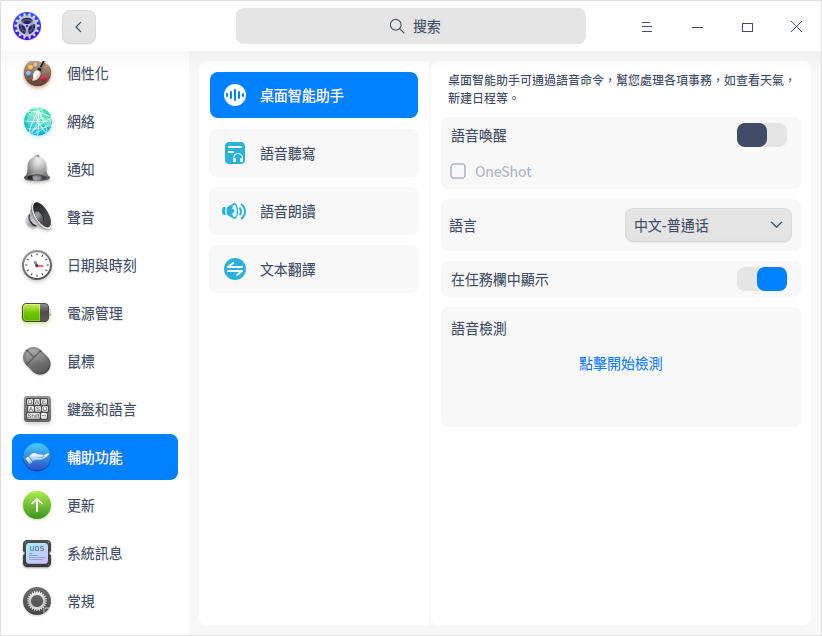 搜索
個性化
網絡
通知
聲音
日期與時刻
電源管理
鼠標
鍵盤和語言
輔助功能
更新
系統訊息
常規
桌面智能助手
語音聽寫
語音朗讀
文本翻譯
桌面智能助手可通過語音命令，幫您處理各項事務，如查看天氣，
新建日程等。
語音喚醒
OneShot
語言
中文-普通话
在任務欄中顯示
語音檢測
點擊開始檢測
UOS